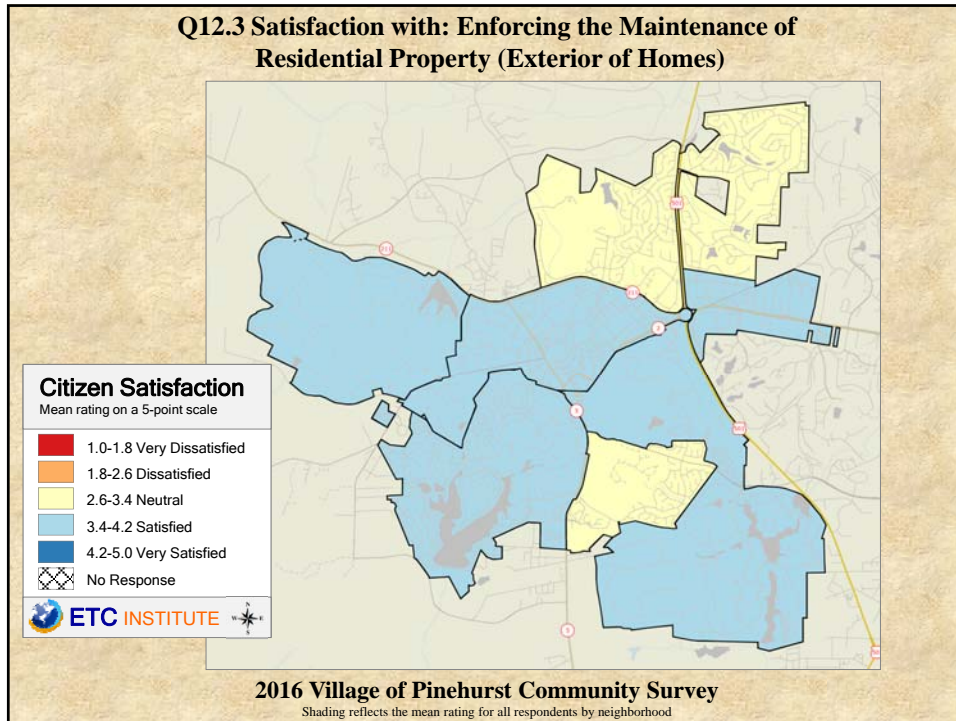 Q12.3 Satisfaction with: Enforcing the Maintenance of
Residential Property (Exterior of Homes)
Citizen Satisfaction
Mean rating on a 5-point scale
1.0-1.8 Very Dissatisfied
1.8-2.6 Dissatisfied
2.6-3.4 Neutral
3.4-4.2 Satisfied
4.2-5.0 Very Satisfied
No Response
ETC INSTITUTE
N
W E
S
2016 Village of Pinehurst Community Survey
Shading reflects the mean rating for all respondents by neighborhood